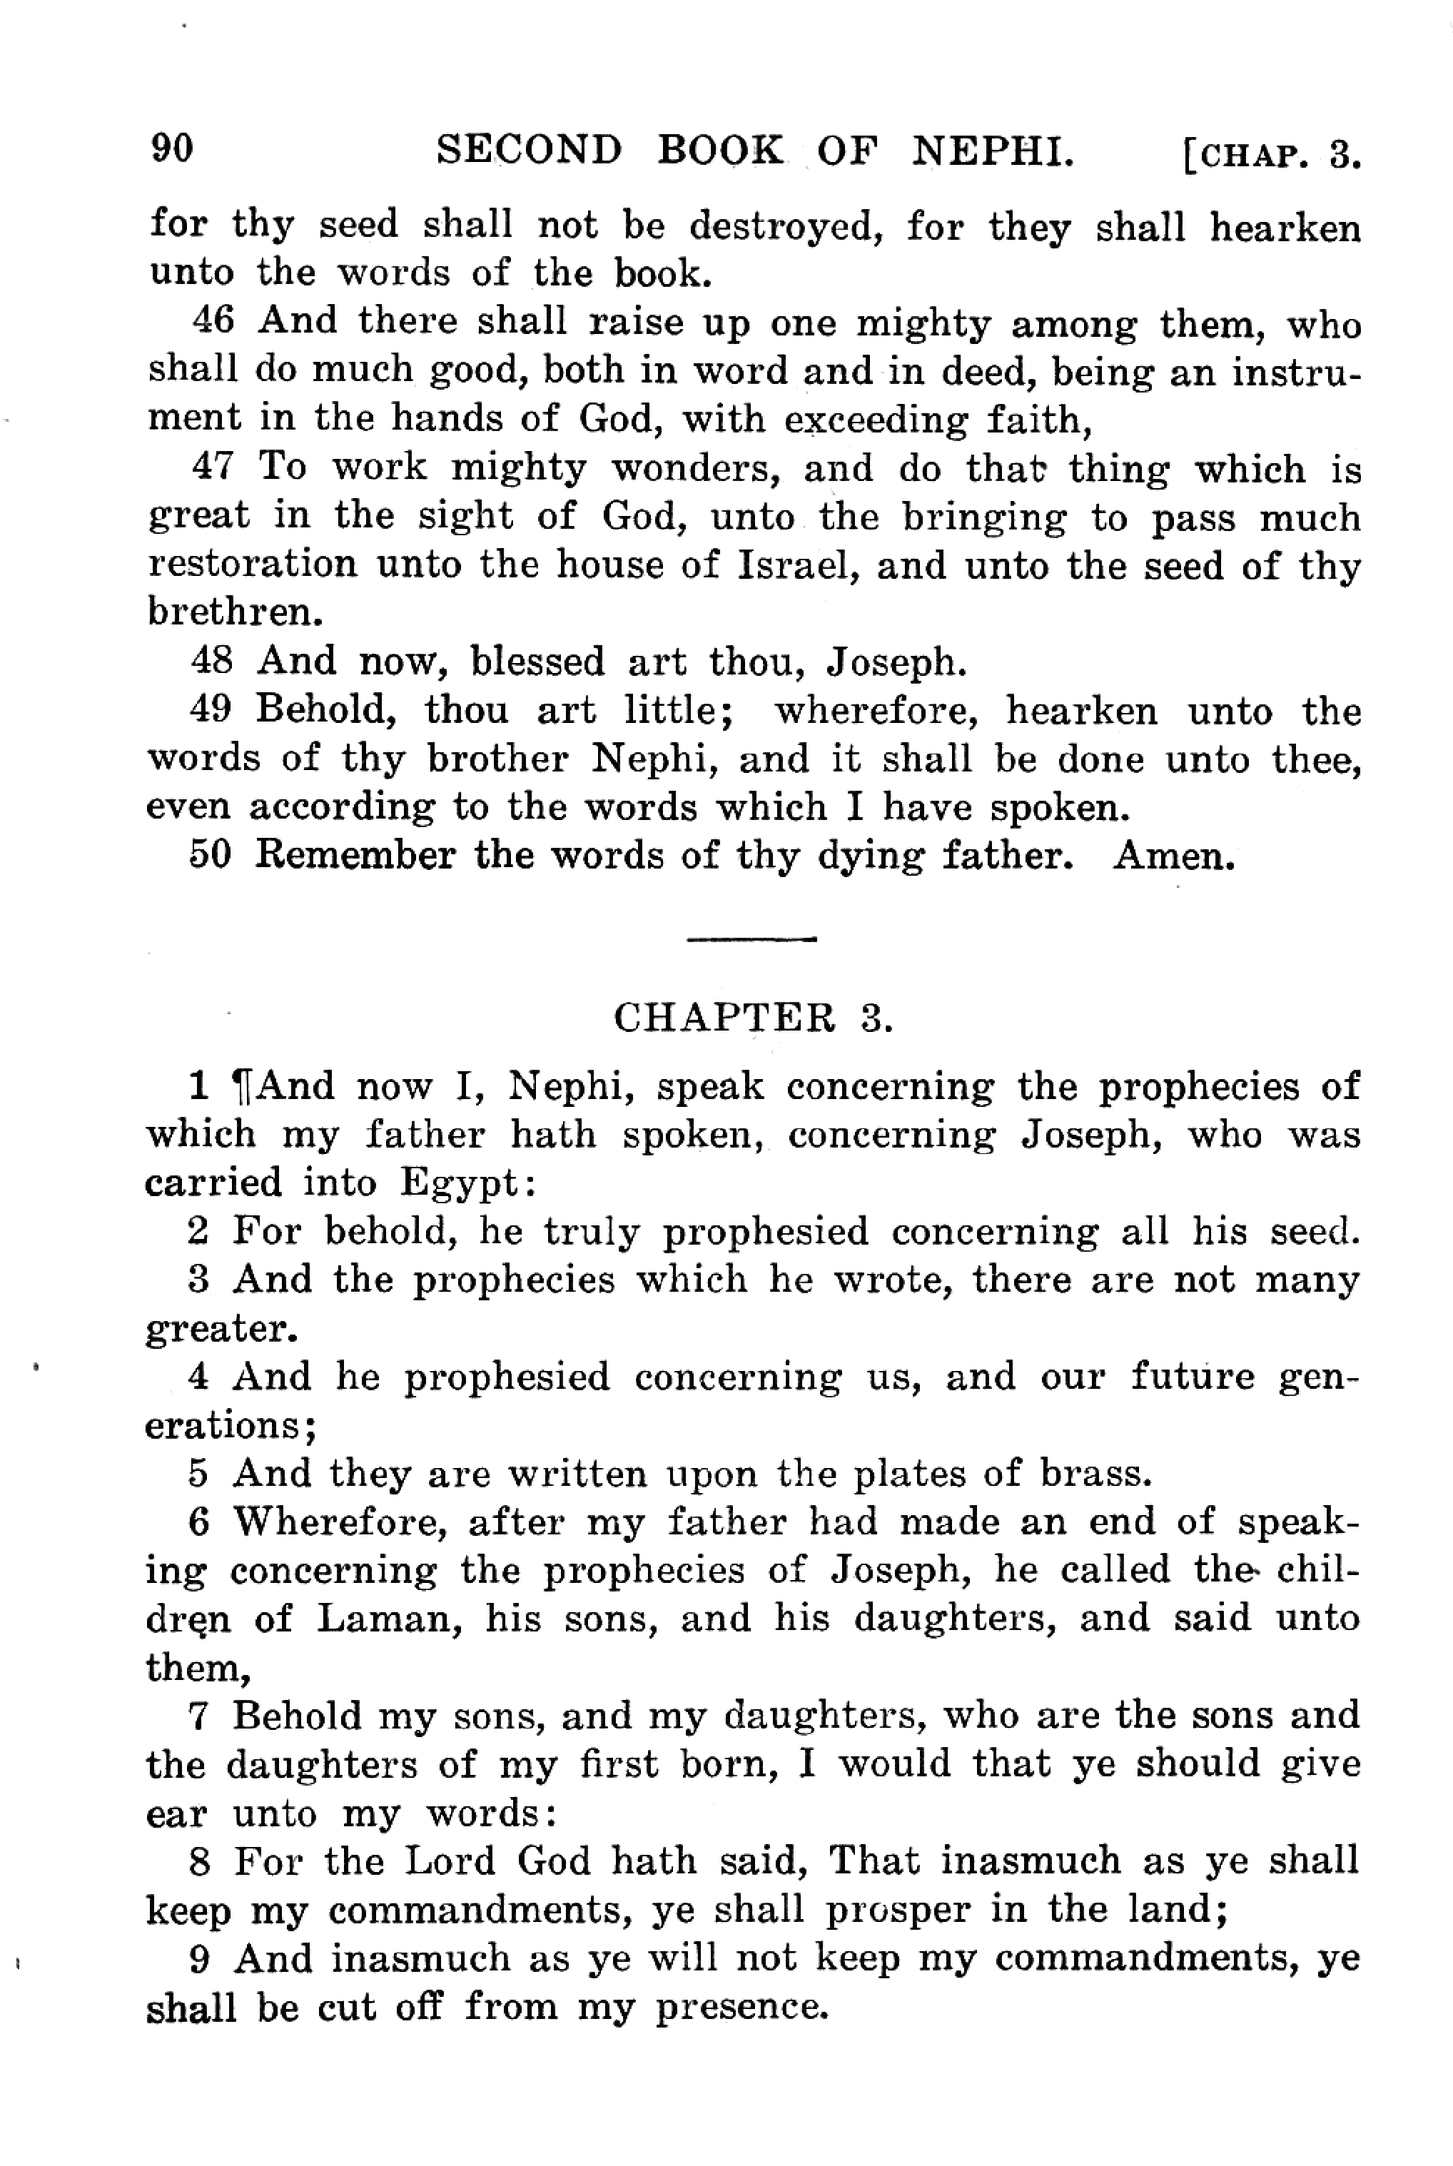 90 SECOND BOOK OF NEPHI. [CHAP. 3.
for thy seed shall not be destroyed, for they shall hearken
unto the words of the book.
46 And there shall raise up one mighty among them, who
shall do much good, both in word and in deed, being an instru-
ment in the hands of God, with exceeding faith,
47 To work mighty wonders, and do that thing which is
great in the sight of God, unto the bringing to pass much
restoration unto the house of Israel, and unto the seed of thy
brethren.
48 And now, blessed art thou, Joseph.
49 Behold, thou art little; wherefore, hearken unto the
words of thy brother Nephi, and it shall be done unto thee,
even according to the words which I have spoken.
50 Remember the words of thy dying father. Amen.
CHAPTER 3.
1 ¶And now I, Nephi, speak concerning the prophecies of
which my father hath spoken, concerning Joseph, who was
carried into Egypt:
2 For behold, he truly prophesied concerning all his seed.
3 And the prophecies which he wrote, there are not many
greater.
4 And he prophesied concerning us, and our future gen-
erations;
5 And they are written upon the plates of brass.
6 Wherefore, after my father had made an end of speak-
ing concerning the prophecies of Joseph, he called the chil-
dren of Laman, his sons, and his daughters, and said unto
them,
7 Behold my sons, and my daughters, who are the sons and
the daughters of my first born, I would that ye should give
ear unto my words:
8 For the Lord God hath said, That inasmuch as ye shall
keep my commandments, ye shall prosper in the land;
9 And inasmuch as ye will not keep my commandments, ye
shall be cut off from my presence.